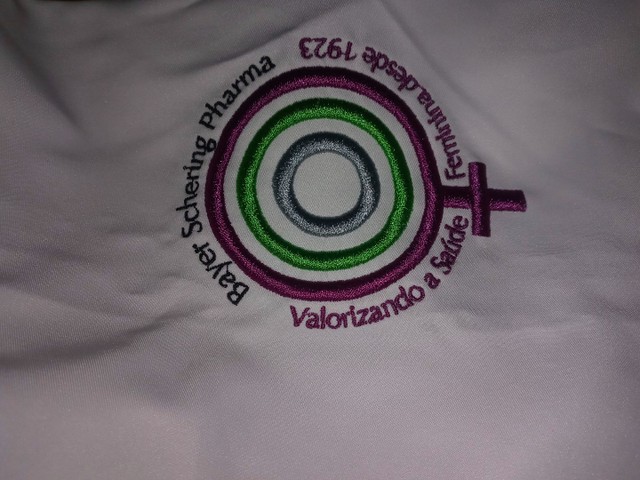 Bayer Schering Pharma
Valorizando a Saúde Feminina desde 1923